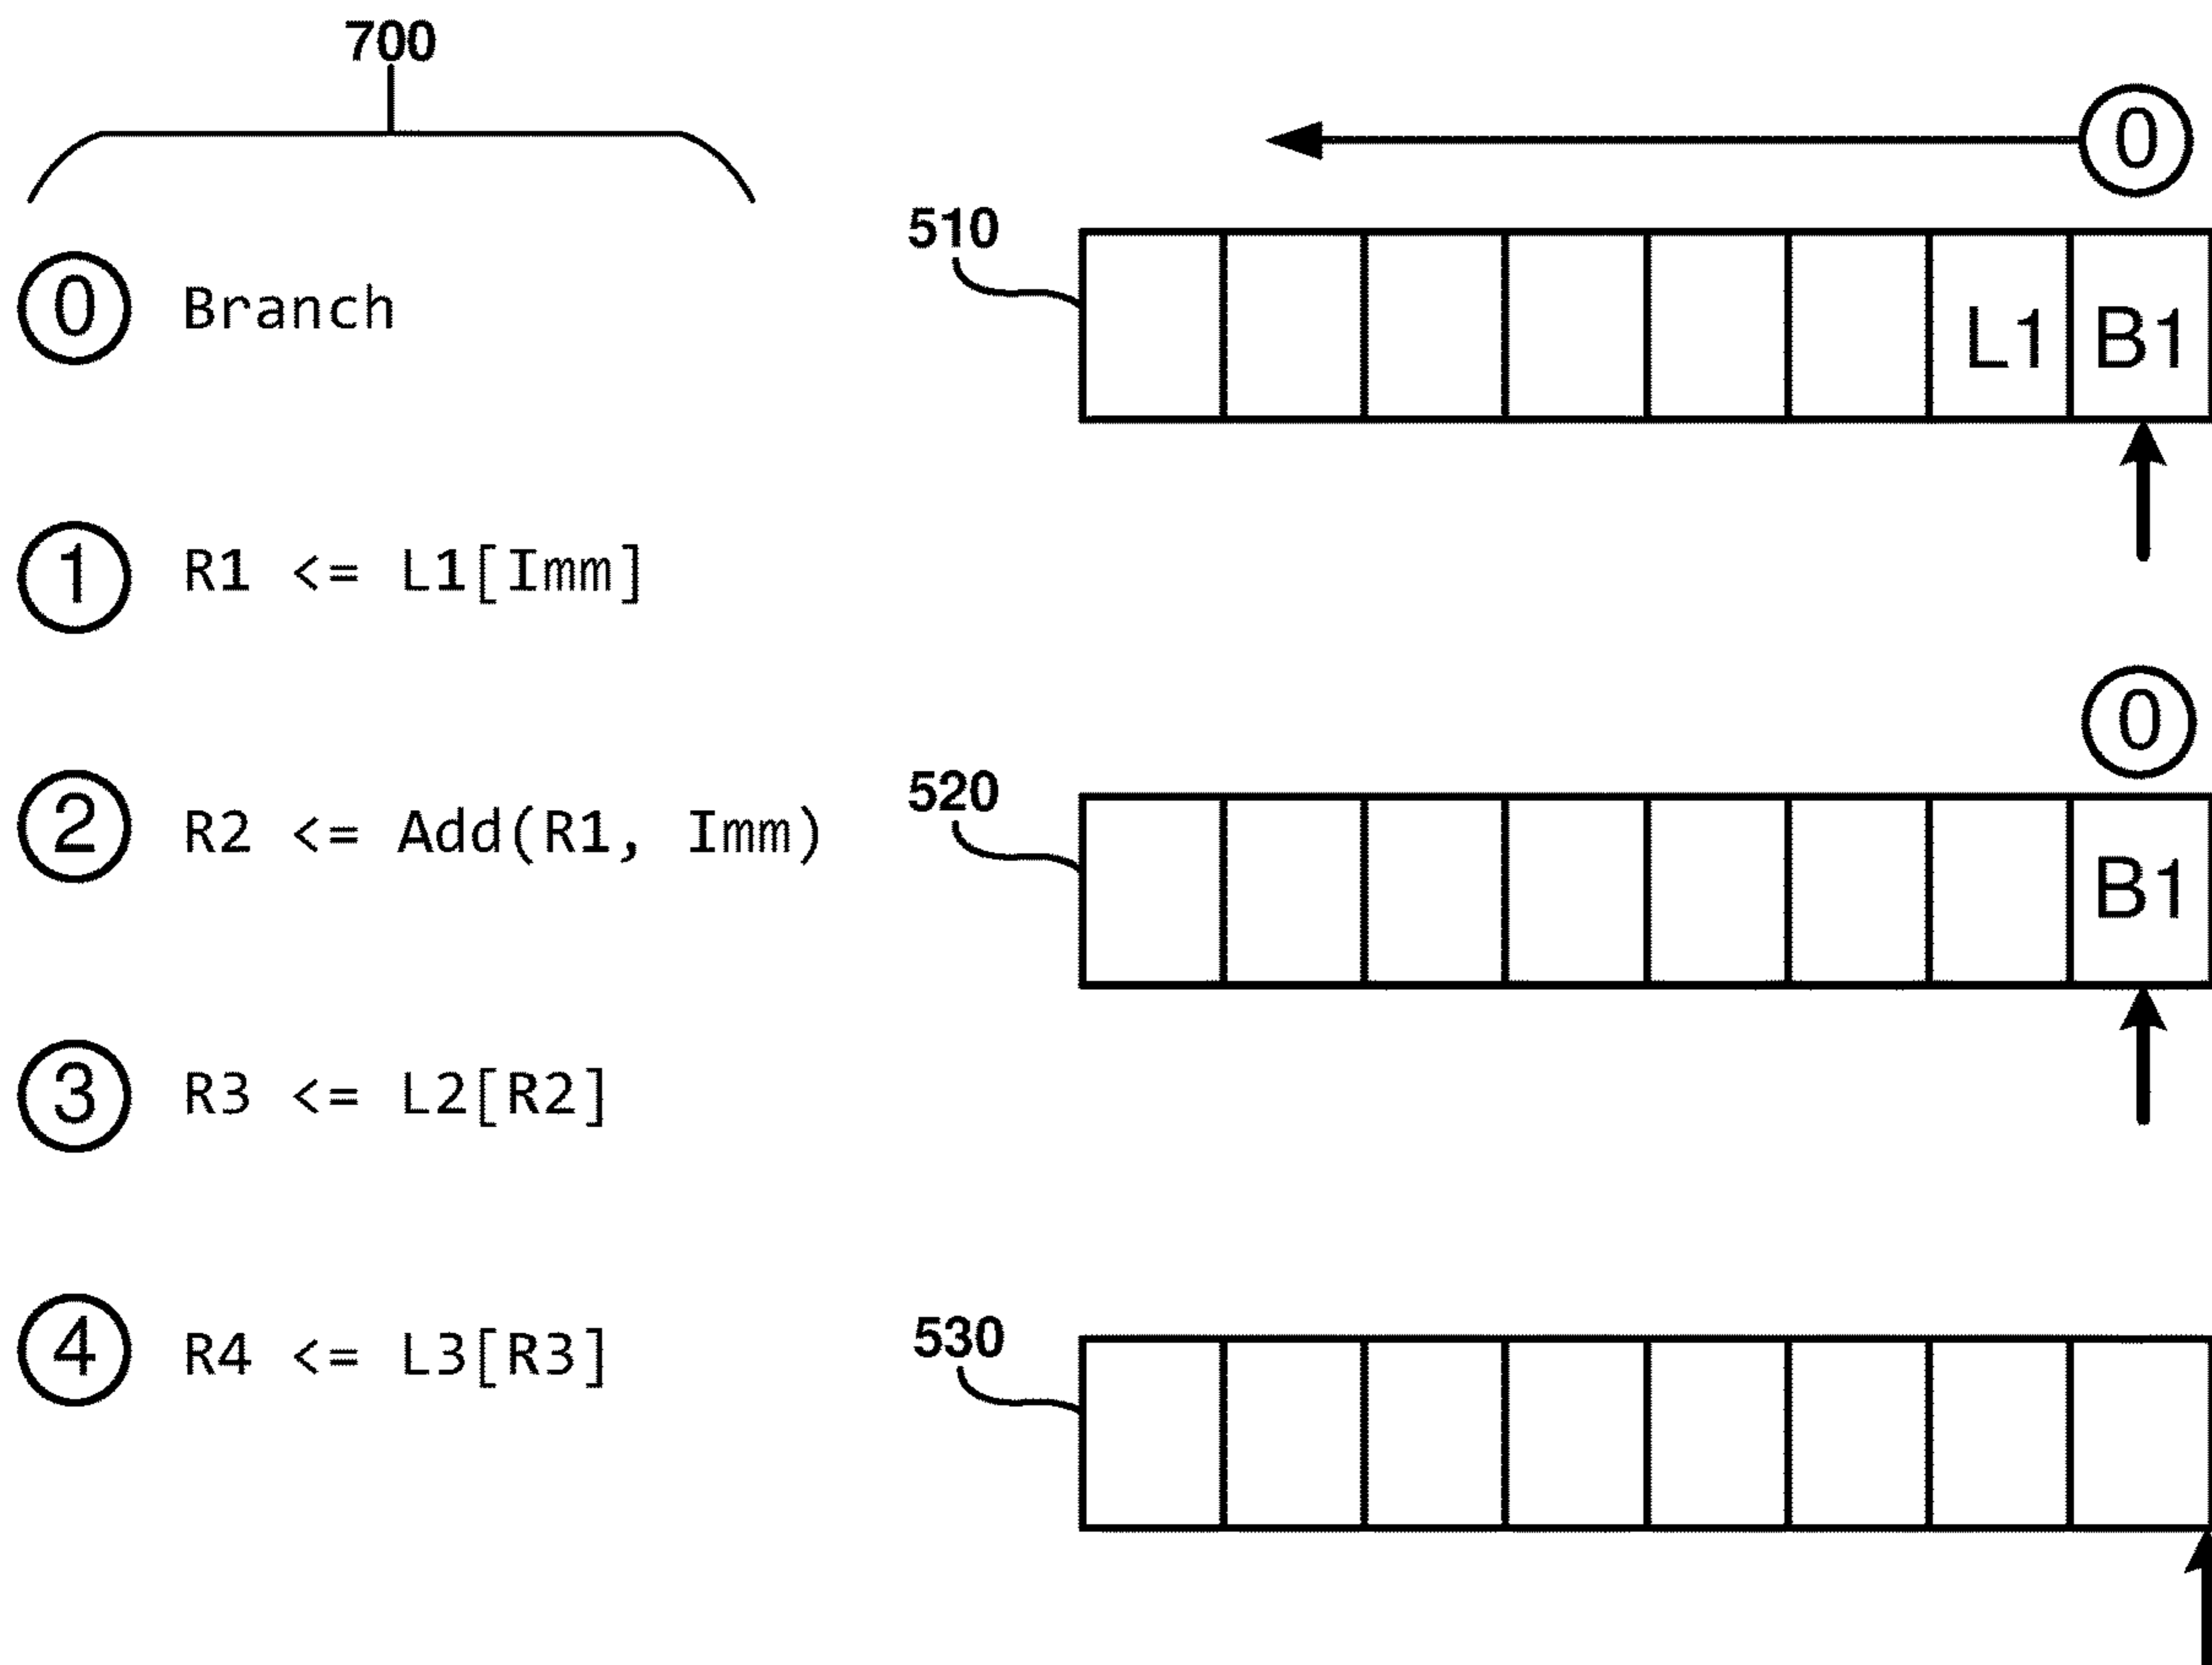 700
0 Branch
1 R1 <= L1[Imm]
2 R2 <= Add(R1, Imm)
3 R3 <= L2[R2]
4 R4 <= L3[R3]
0
510
L1 B1
0
520
B1
530